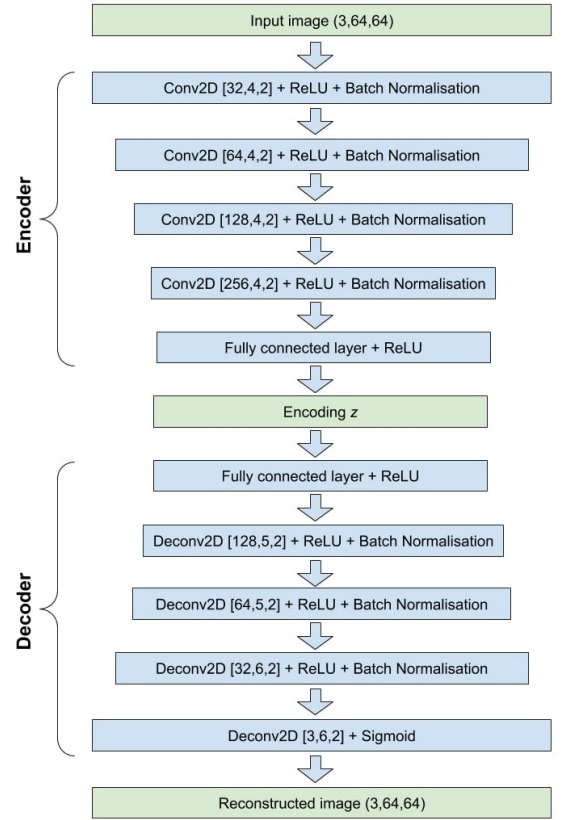 Input image (3,64,64)
Encoder
Conv2D [32,4,2] + ReLU + Batch Normalisation
Conv2D [64,4,2] + ReLU + Batch Normalisation
Conv2D [128,4,2] + ReLU + Batch Normalisation
Conv2D [256,4,2] + ReLU + Batch Normalisation
Fully connected layer + ReLU
Encoding z
Decoder
Fully connected layer + ReLU
Deconv2D [128,5,2] + ReLU + Batch Normalisation
Deconv2D [64,5,2] + ReLU + Batch Normalisation
Deconv2D [32,6,2] + ReLU + Batch Normalisation
Deconv2D [3,6,2] + Sigmoid
Reconstructed image (3,64,64)